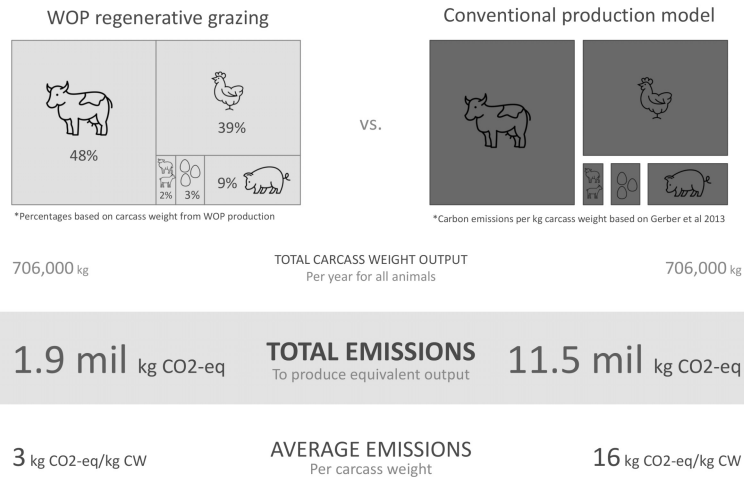 WOP regenerative grazing
Conventional production model
48%
39%
2%
3%
9%
vs.
*Percentages based on carcass weight from WOP production
*Carbon emissions per kg carcass weight based on Gerber et al 2013
706,000 kg
TOTAL CARCASS WEIGHT OUTPUT
Per year for all animals
706,000 kg
1.9 mil kg CO2-eq
TOTAL EMISSIONS
To produce equivalent output
11.5 mil kg CO2-eq
3 kg CO2-eq/kg CW
AVERAGE EMISSIONS
Per carcass weight
16 kg CO2-eq/kg CW